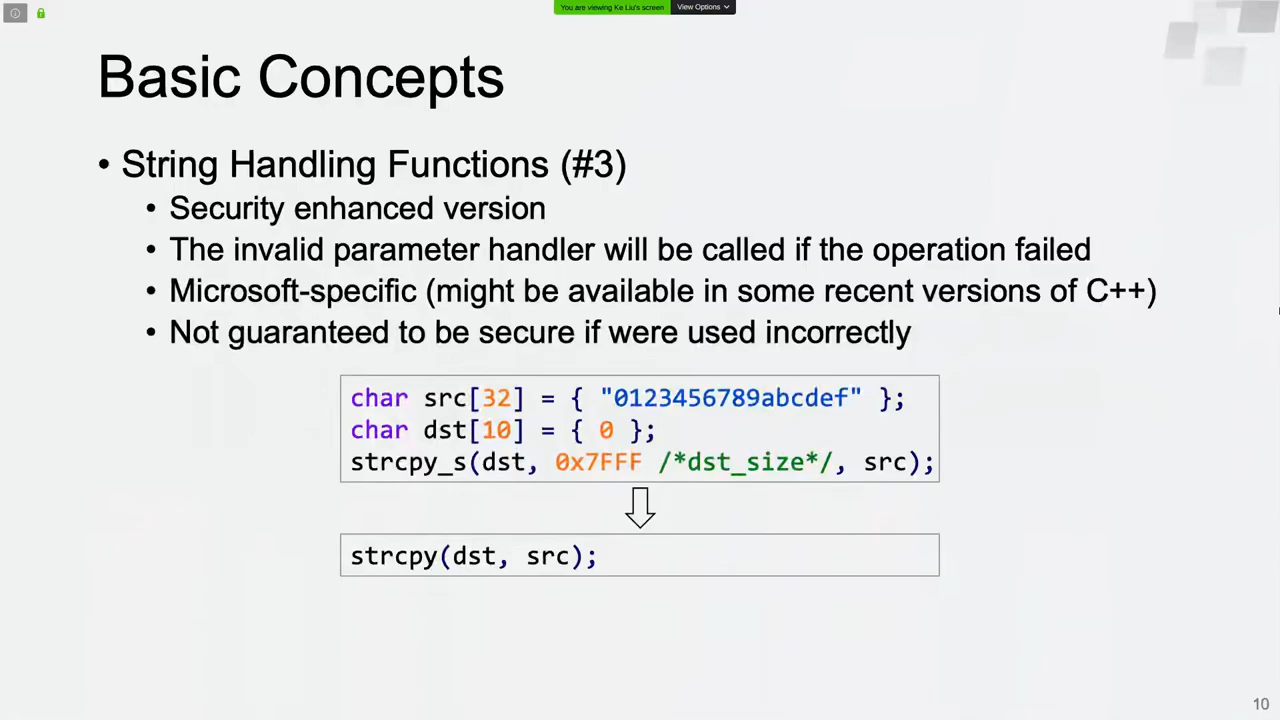 You are viewing Ke Liu's screen
View Options
Basic Concepts
• String Handling Functions (#3)
• Security enhanced version
• The invalid parameter handler will be called if the operation failed
• Microsoft-specific (might be available in some recent versions of C++)
• Not guaranteed to be secure if were used incorrectly
char src[32] = { "0123456789abcdef" };
char dst[10] = { 0 };
strcpy_s(dst, 0x7FFF /*dst_size*/, src);
strcpy(dst, src);
10